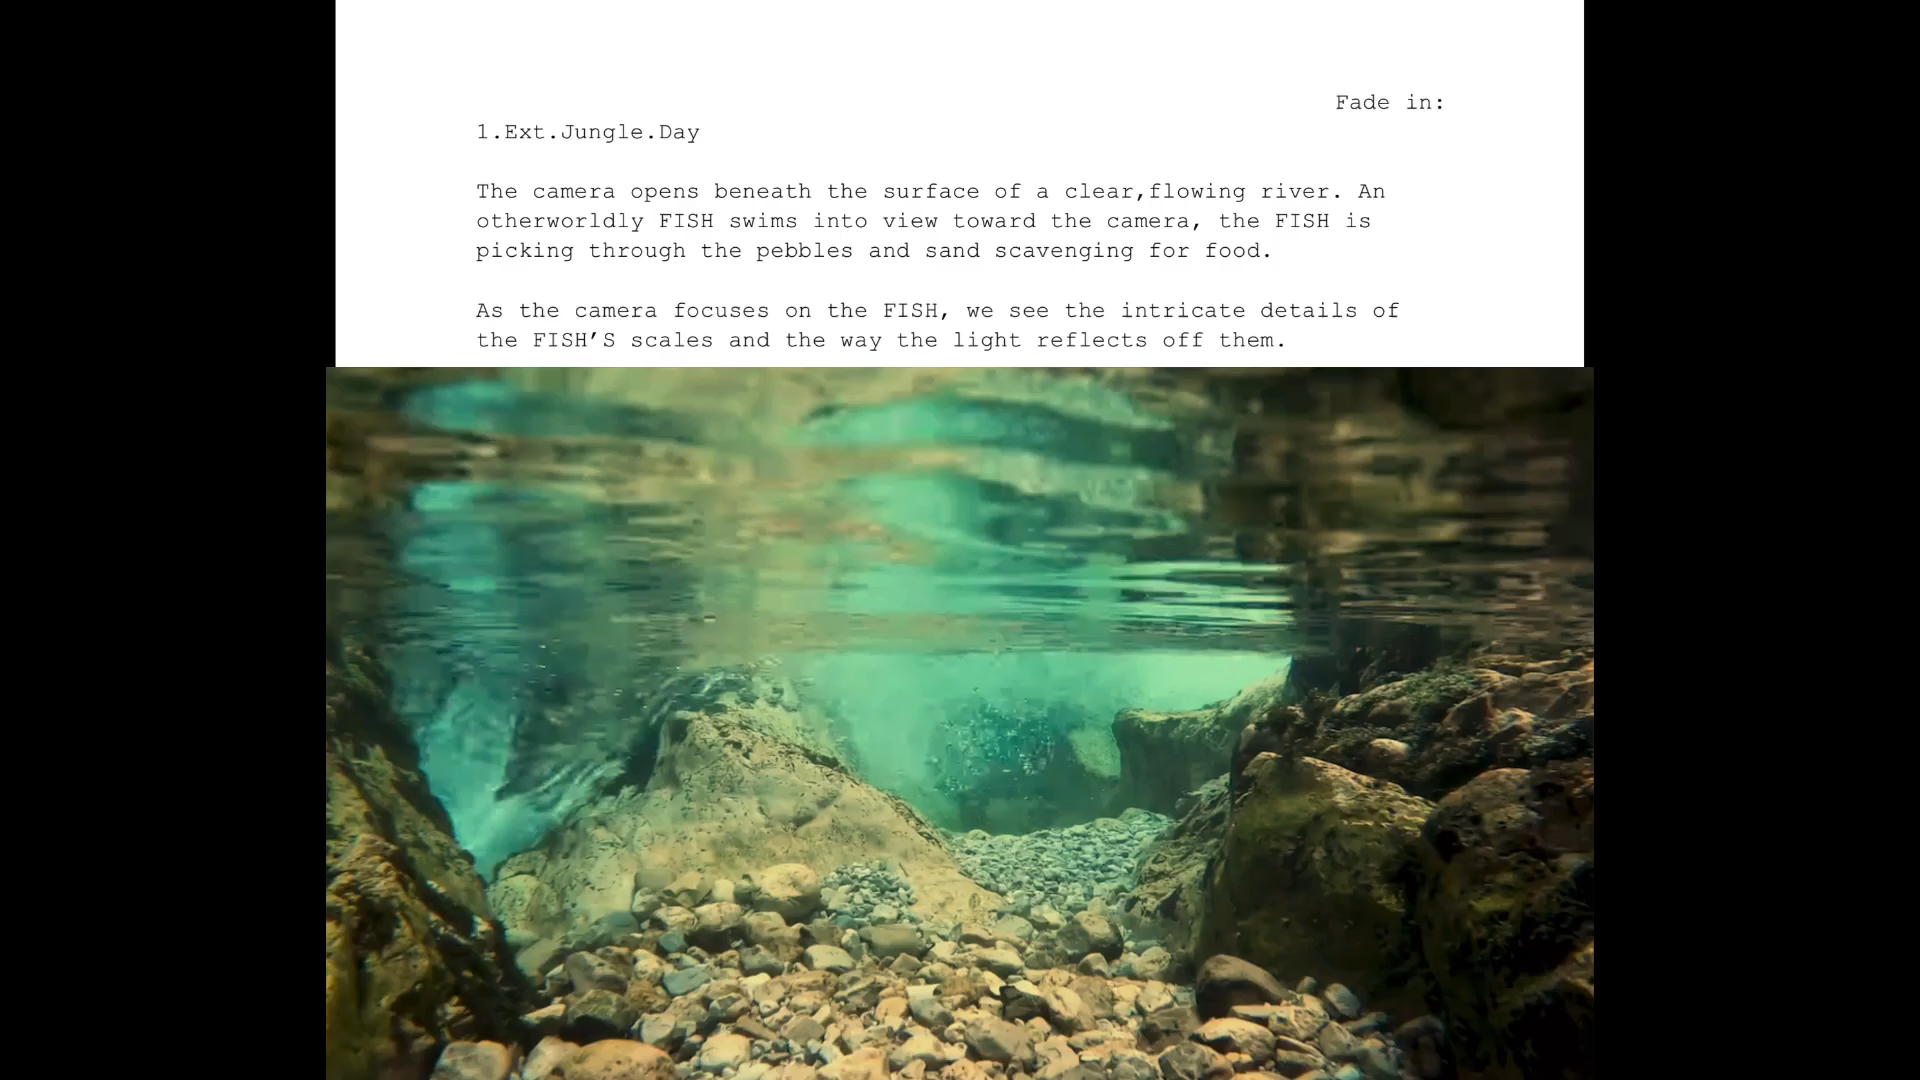 Fade in:
1.Ext.Jungle.Day
The camera opens beneath the surface of a clear,flowing river. An
otherworldly FISH swims into view toward the camera, the FISH is
picking through the pebbles and sand scavenging for food.
As the camera focuses on the FISH, we see the intricate details of
the FISH’S scales and the way the light reflects off them.